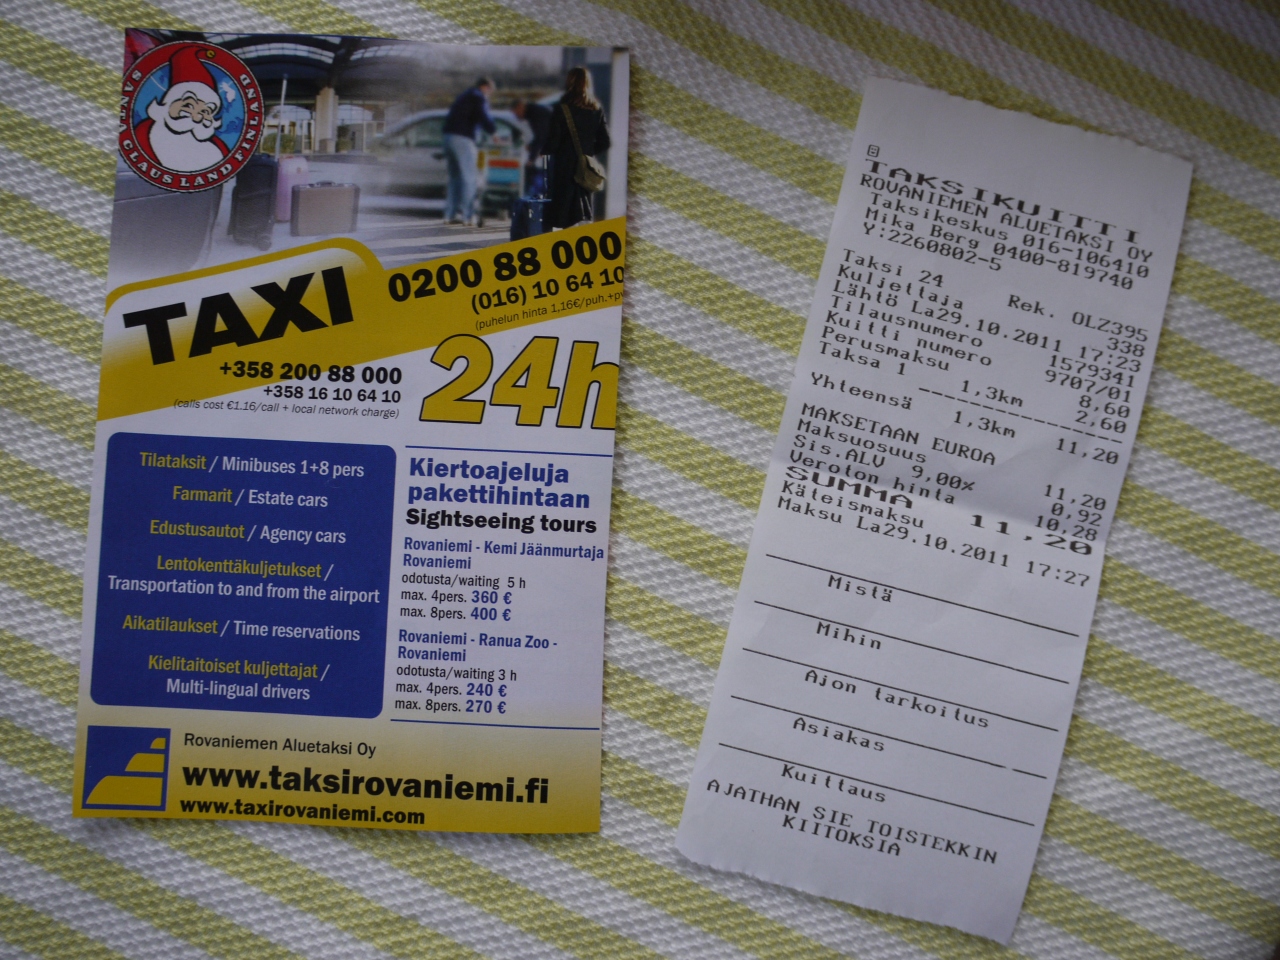 SANTA CLAUS LAND FINLAND
TAXI
0200 88 000
(016) 10 64 10
(puhelun hinta 1,16€/puh.+pv
+358 200 88 000
+358 16 10 64 10
(calls cost €1.16/call + local network charge)
24h
Tilataksit / Minibuses 1+8 pers
Farmarit / Estate cars
Edustusautot / Agency cars
Lentokenttäkuljetukset /
Transportation to and from the airport
Aikatilaukset / Time reservations
Kielitaitoiset kuljettajat /
Multi-lingual drivers
Kiertoajeluja
pakettihintaan
Sightseeing tours
Rovaniemi - Kemi Jäänmurtaja
Rovaniemi
odotusta/waiting 5 h
max. 4pers. 360 €
max. 8pers. 400 €
Rovaniemi - Ranua Zoo -
Rovaniemi
odotusta/waiting 3 h
max. 4pers. 240 €
max. 8pers. 270 €
Rovaniemen Aluetaksi Oy
www.taksirovaniemi.fi
www.taxirovaniemi.com
TAKSIKUITTI
ROVANIEMEN ALUETAKSI OY
Taksikeskus 016-106410
Mika Berg 0400-819740
Y:2260802-5
Taksi 24 Rek. OLZ395
Kuljettaja 338
Lähtö La29.10.2011 17:23
Tilausnumero 1579341
Kuitti numero 9707/01
Perusmaksu 8,60
Taksa 1 1,3km 2,60
Yhteensä 1,3km 11,20
MAKSETAAN EUROA
Maksuosuus 11,20
Sis.ALV 9,00% 0,92
Veroton hinta 10,28
SUMMA 11,20
Käteismaksu
Maksu La29.10.2011 17:27
Mistä
Mihin
Ajon tarkoitus
Asiakas
Kuittaus
AJATHAN SIE TOISTEKKIN
KIITOKSIA